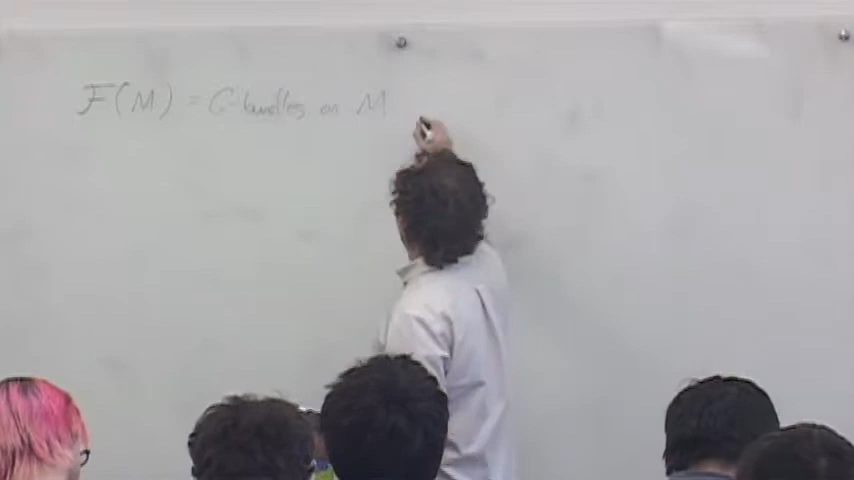 F(M) = G-bundles on M